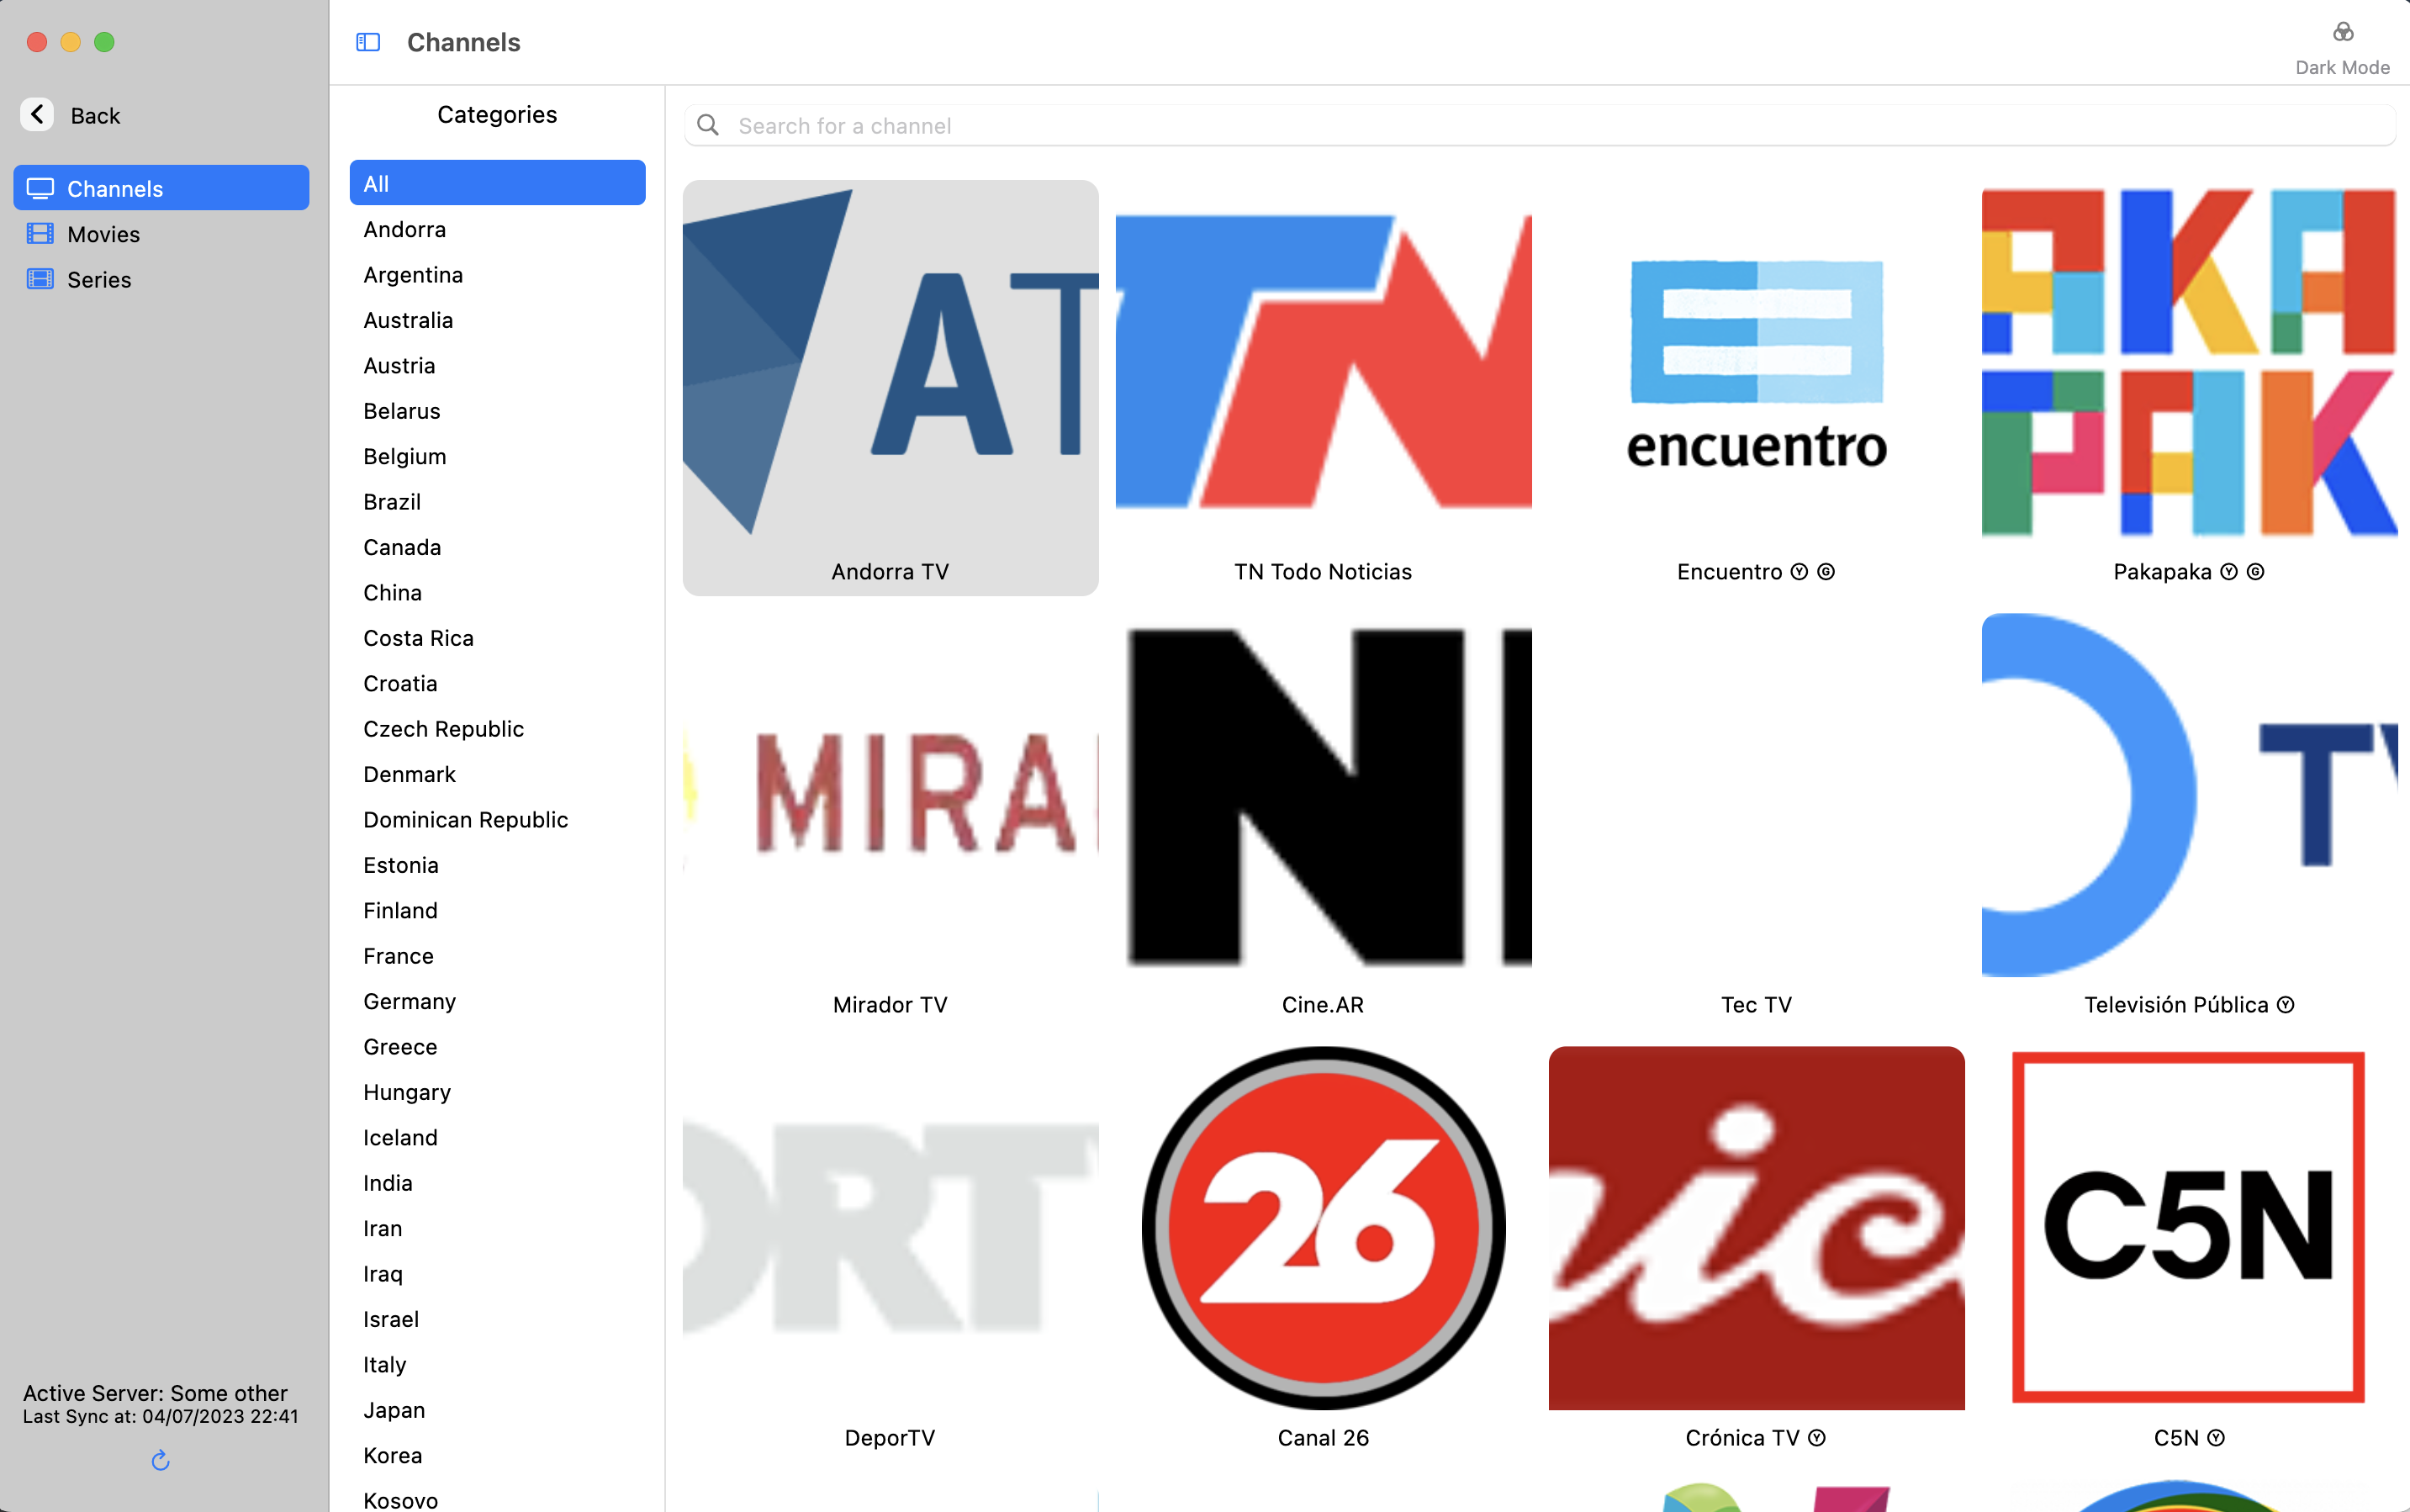 Back
Channels
Movies
Series
Active Server: Some other
Last Sync at: 04/07/2023 22:41
Channels
Dark Mode
Categories
All
Andorra
Argentina
Australia
Austria
Belarus
Belgium
Brazil
Canada
China
Costa Rica
Croatia
Czech Republic
Denmark
Dominican Republic
Estonia
Finland
France
Germany
Greece
Hungary
Iceland
India
Iran
Iraq
Israel
Italy
Japan
Korea
Kosovo
Search for a channel
AT
TN
encuentro
AKA
PAK
Andorra TV
TN Todo Noticias
Encuentro Ⓨ Ⓖ
Pakapaka Ⓨ Ⓖ
MIRA
N
TV
Mirador TV
Cine.AR
Tec TV
Televisión Pública Ⓨ
ORT
26
nic
C5N
DeporTV
Canal 26
Crónica TV Ⓨ
C5N Ⓨ